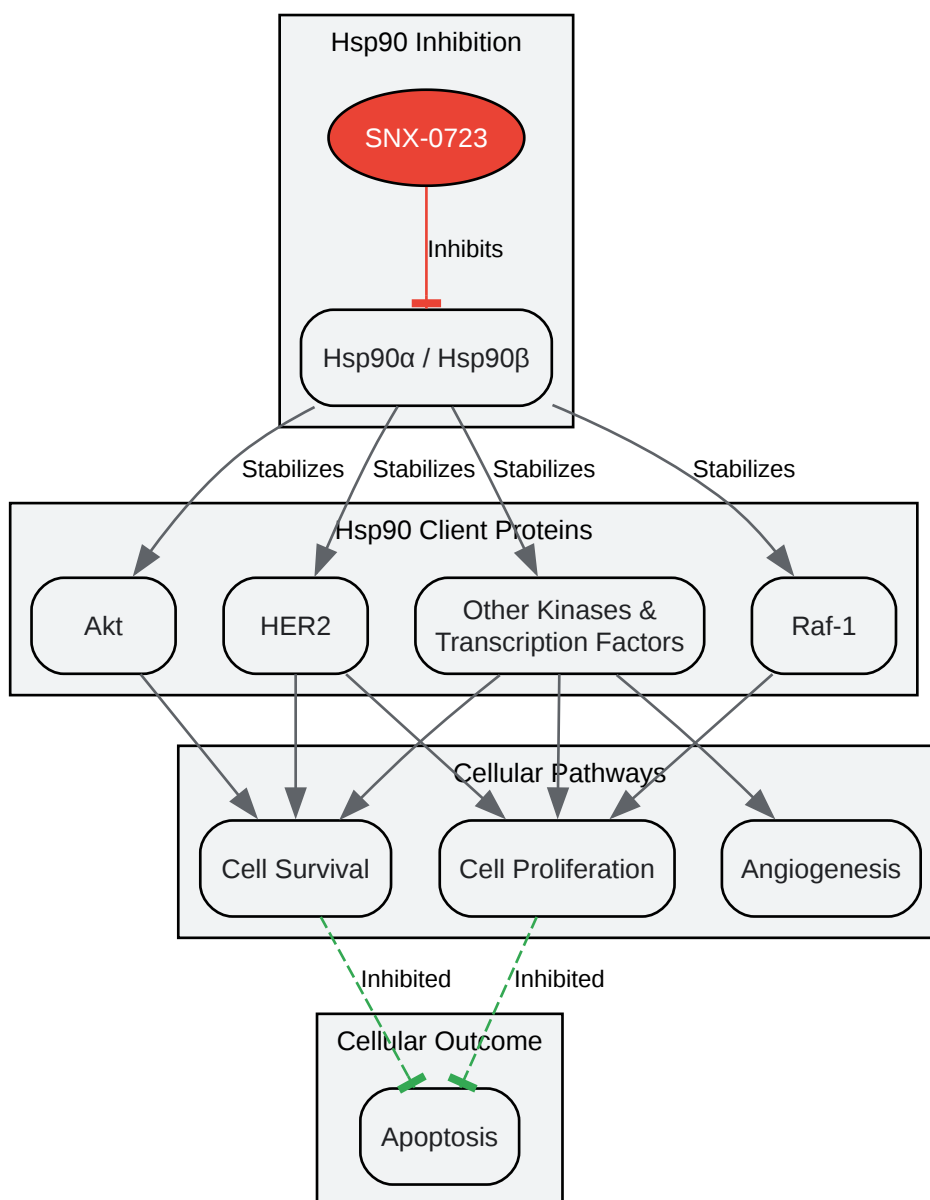 Hsp90 Inhibition
SNX-0723
Inhibits
Hsp90α / Hsp90β
Stabilizes
Stabilizes
Stabilizes
Stabilizes
Hsp90 Client Proteins
Akt
HER2
Other Kinases &
Transcription Factors
Raf-1
Cellular Pathways
Cell Survival
Cell Proliferation
Angiogenesis
Inhibited
Inhibited
Cellular Outcome
Apoptosis